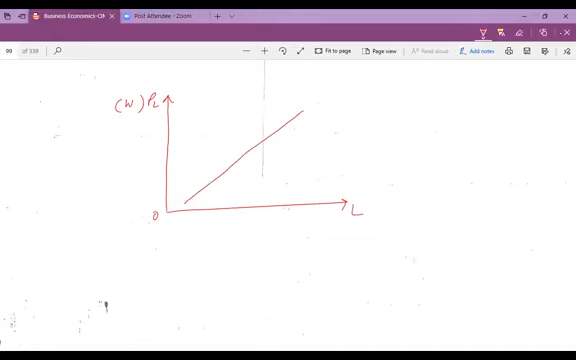 Business Economics-CM
Post Attendee - Zoom
99 of 339
Fit to page
Page view
Read aloud
Add notes
(W) PL
0
L